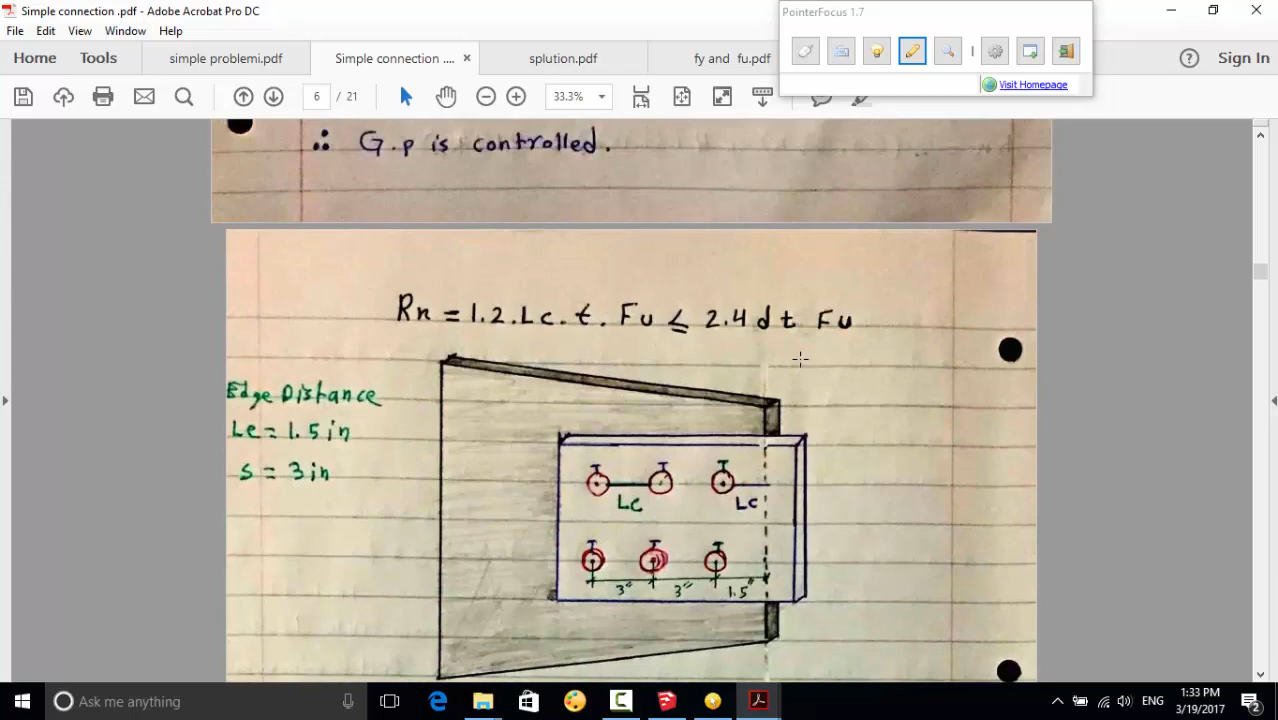 Simple connection .pdf - Adobe Acrobat Pro DC
PointerFocus 1.7
File Edit View Window Help
Home Tools simple problemi.pdf Simple connection .... × splution.pdf fy and fu.pdf Sign In
Visit Homepage
6 / 21 33.3%
∴ G.p is controlled.
Rn = 1.2.Lc.t.Fu ≤ 2.4 d t Fu
Edge Distance
Le = 1.5 in
S = 3 in
Lc Lc
3" 3" 1.5"
Ask me anything
ENG
1:33 PM
3/19/2017
2